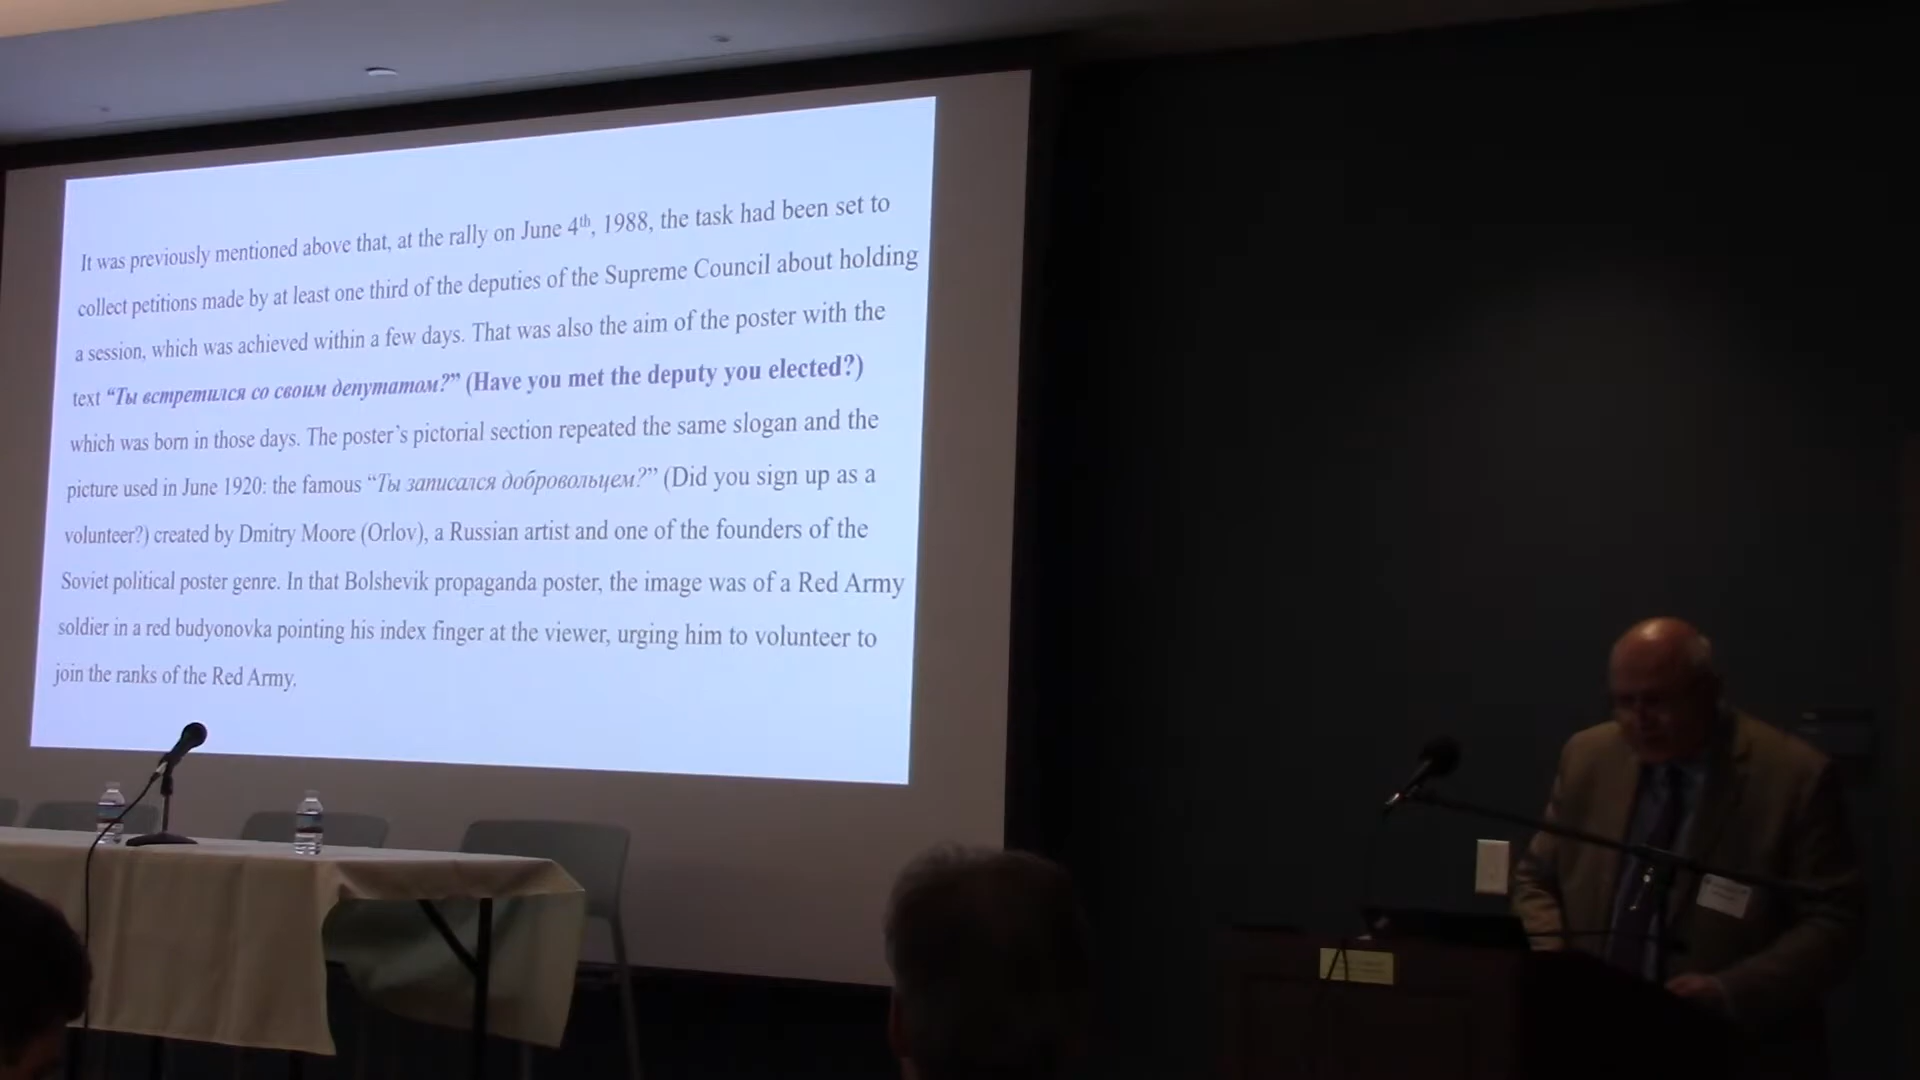 It was previously mentioned above that, at the rally on June 4th, 1988, the task had been set to
collect petitions made by at least one third of the deputies of the Supreme Council about holding
a session, which was achieved within a few days. That was also the aim of the poster with the
text “Ты встретился со своим депутатом?” (Have you met the deputy you elected?)
which was born in those days. The poster`s pictorial section repeated the same slogan and the
picture used in June 1920: the famous “Ты записался добровольцем?” (Did you sign up as a
volunteer?) created by Dmitry Moore (Orlov), a Russian artist and one of the founders of the
Soviet political poster genre. In that Bolshevik propaganda poster, the image was of a Red Army
soldier in a red budyonovka pointing his index finger at the viewer, urging him to volunteer to
join the ranks of the Red Army.